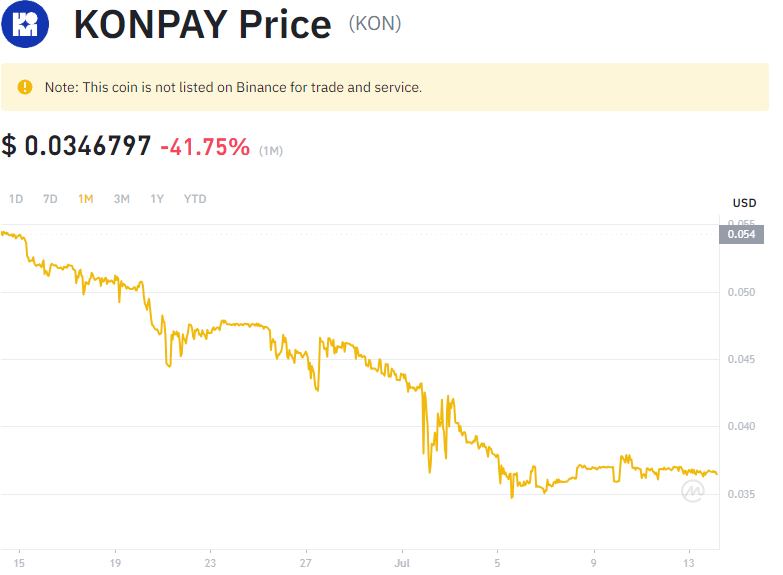 KONPAY Price (KON)
Note: This coin is not listed on Binance for trade and service.
$ 0.0346797 -41.75% (1M)
1D 7D 1M 3M 1Y YTD
USD
0.055
0.054
0.050
0.045
0.040
0.035
15 19 23 27 Jul 5 9 13